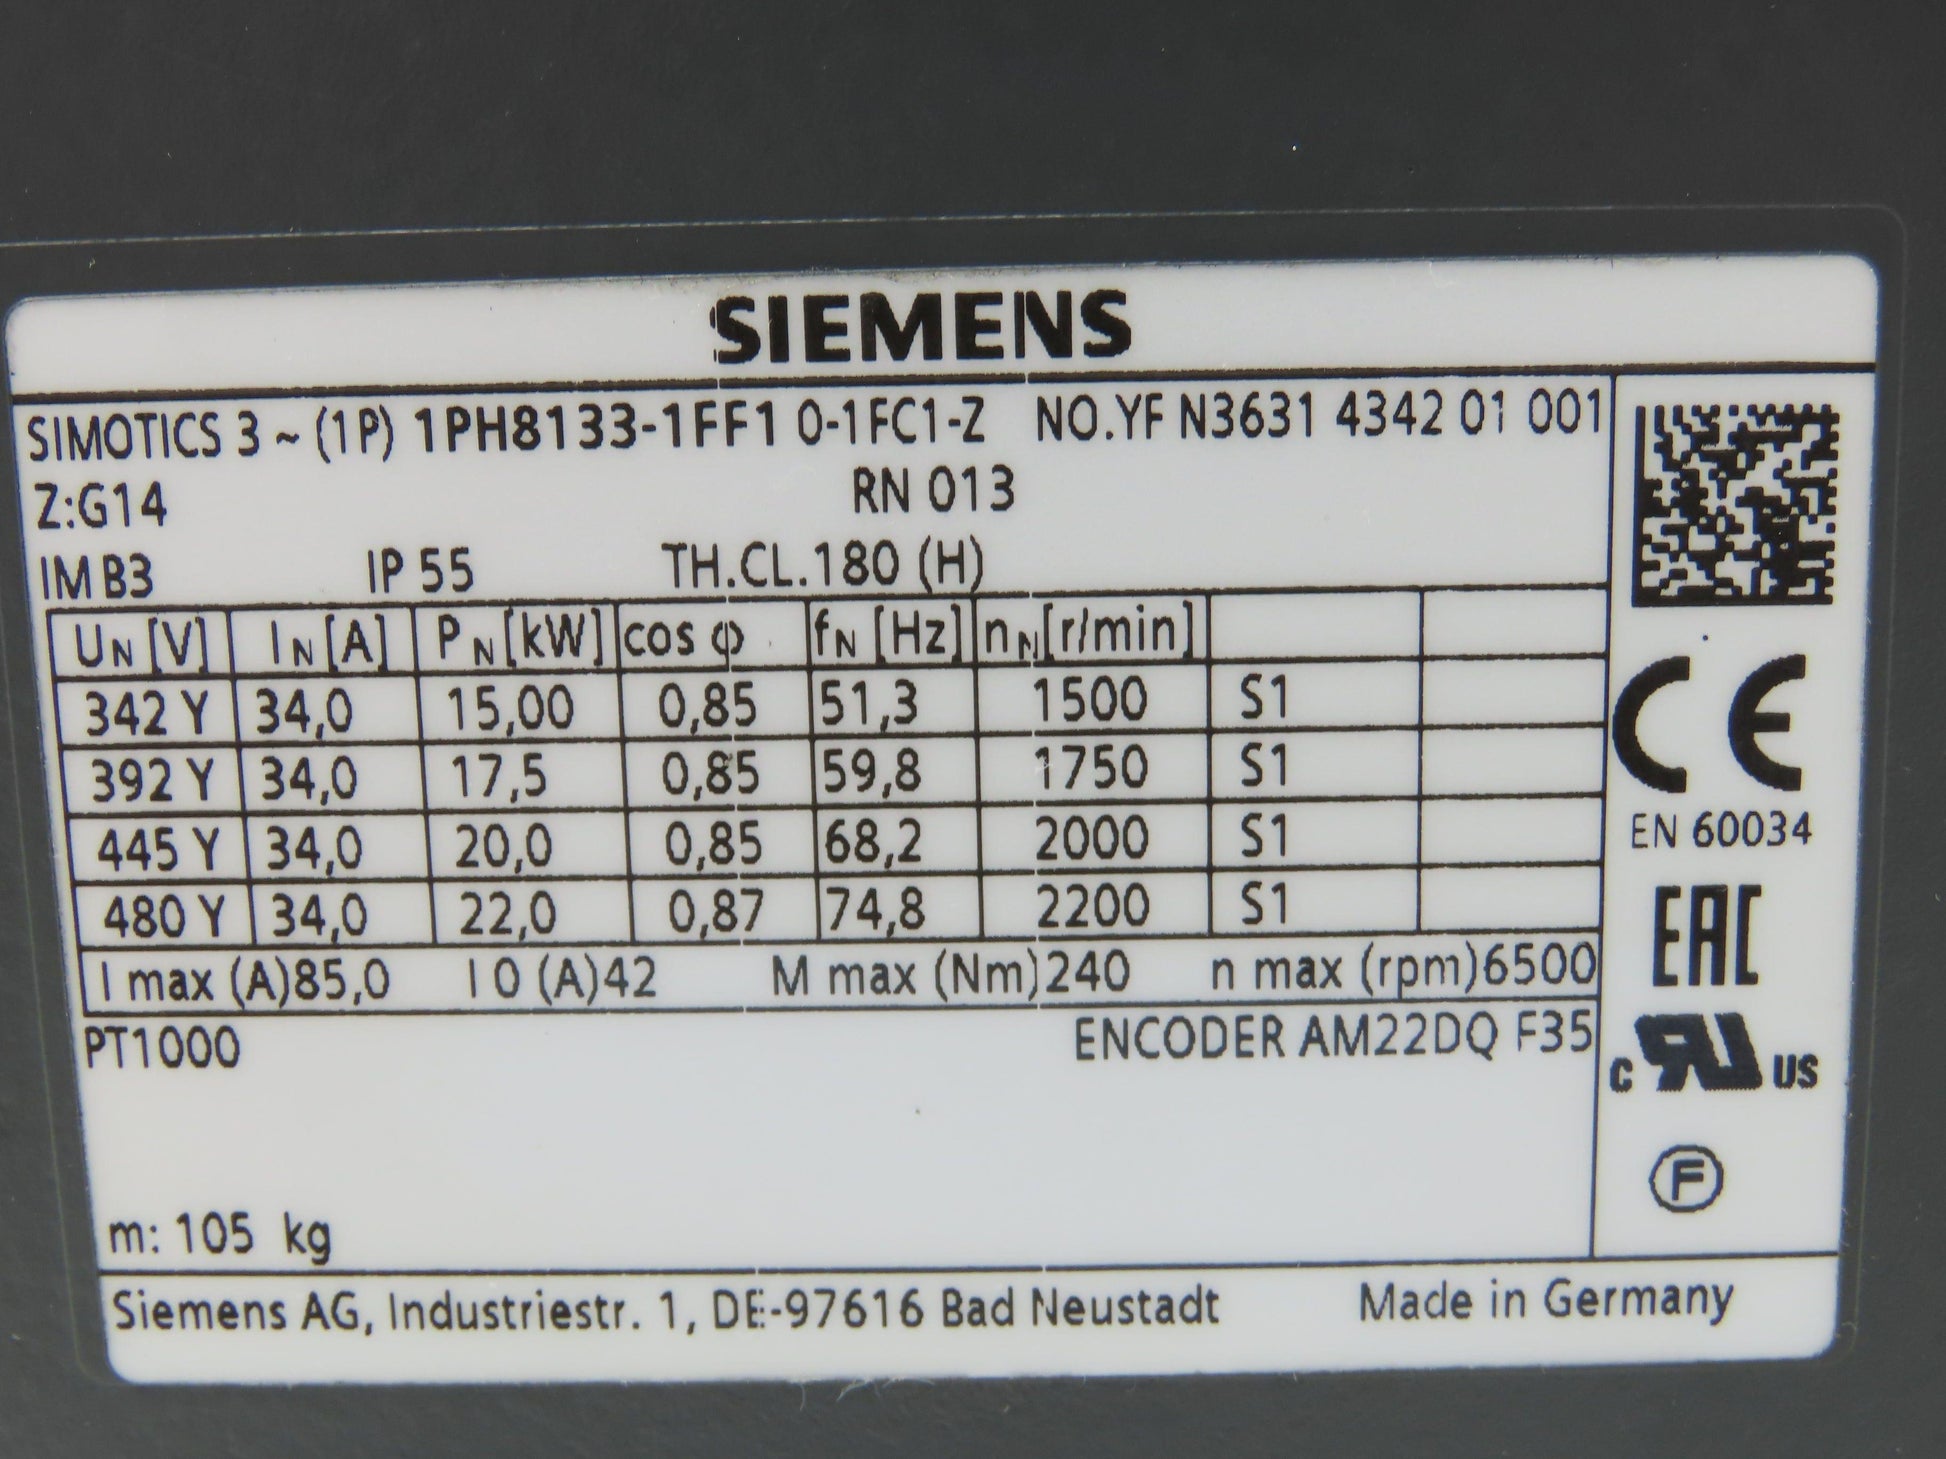 SIEMENS
SIMOTICS 3 ~ (1P) 1PH8133-1FF1 0-1FC1-Z NO.YF N3631 4342 01 001
Z:G14 RN 013
IM B3 IP 55 TH.CL.180 (H)
UN [V] IN [A] PN [kW] cos φ fN [Hz] nN [r/min]
342 Y 34,0 15,00 0,85 51,3 1500 S1
392 Y 34,0 17,5 0,85 59,8 1750 S1
445 Y 34,0 20,0 0,85 68,2 2000 S1
480 Y 34,0 22,0 0,87 74,8 2200 S1
I max (A)85,0 I 0 (A)42 M max (Nm)240 n max (rpm)6500
PT1000 ENCODER AM22DQ F35
m: 105 kg
Siemens AG, Industriestr. 1, DE-97616 Bad Neustadt Made in Germany
CE
EN 60034
EAC
c RU US
F